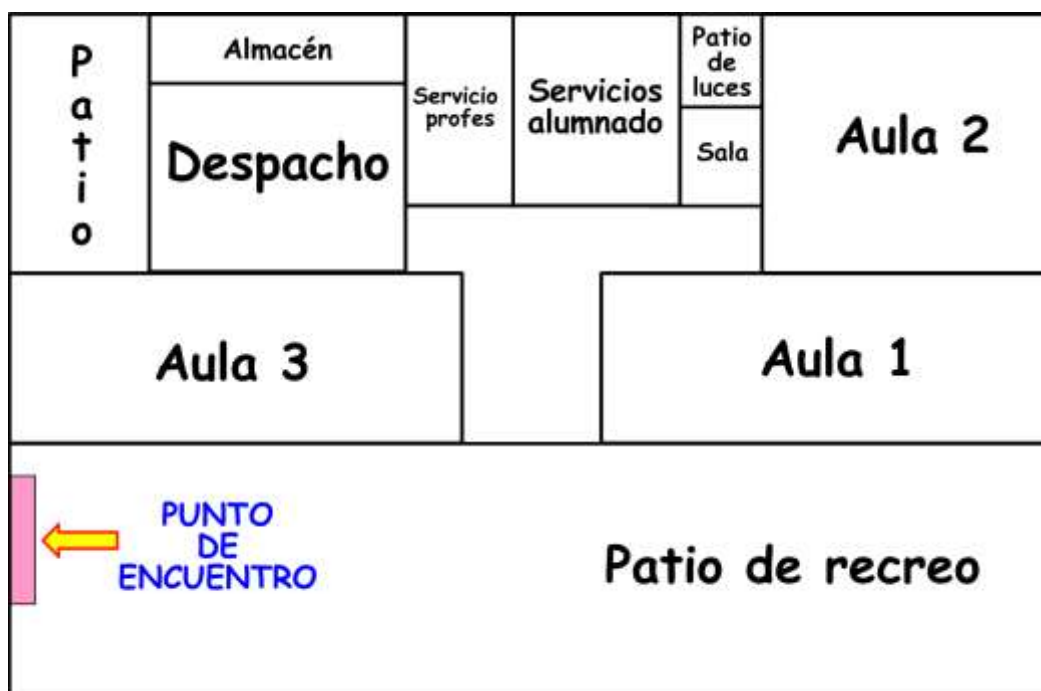 P
a
t
i
o
Almacén
Despacho
Servicio
profes
Servicios
alumnado
Patio
de
luces
Sala
Aula 2
Aula 3
Aula 1
PUNTO
DE
ENCUENTRO
Patio de recreo